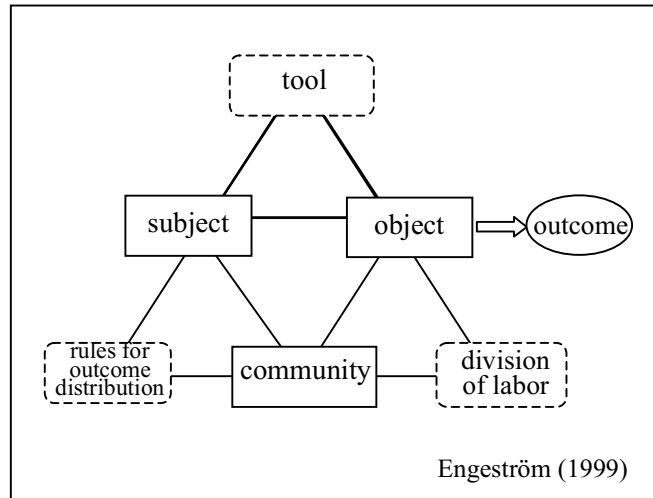 tool
subject
object
outcome
rules for
outcome
distribution
community
division
of labor
Engeström (1999)